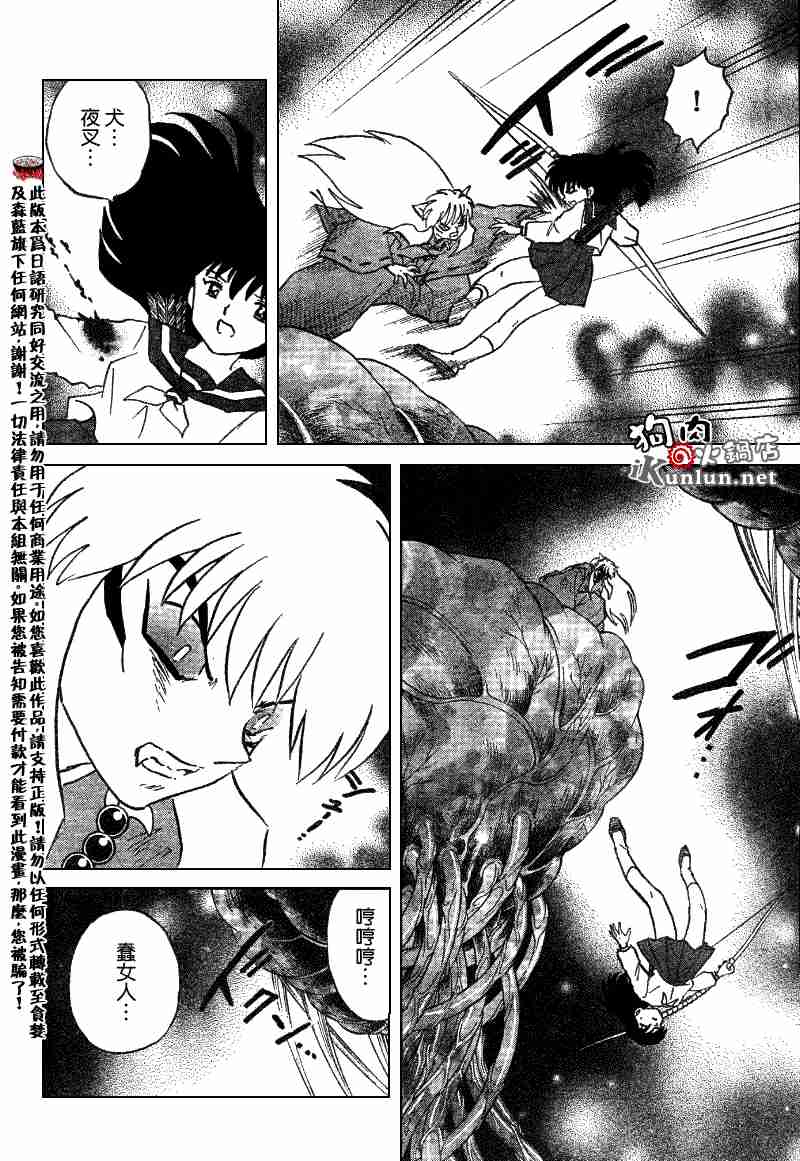 ！
犬…
夜叉…
狗肉
火鍋店
iKunlun.net
哼哼哼…
蠢女人…
ドクン…
此版本爲日語研究同好交流之用，請勿用于任何商業用途。如您喜歡此作品，請支持正版！請勿以任何形式轉載至貪婪
及森藍旗下任何網站，謝謝！一切法律責任與本組無關。如果您被告知需要付款才能看到此漫畫，那麼，您被騙了！